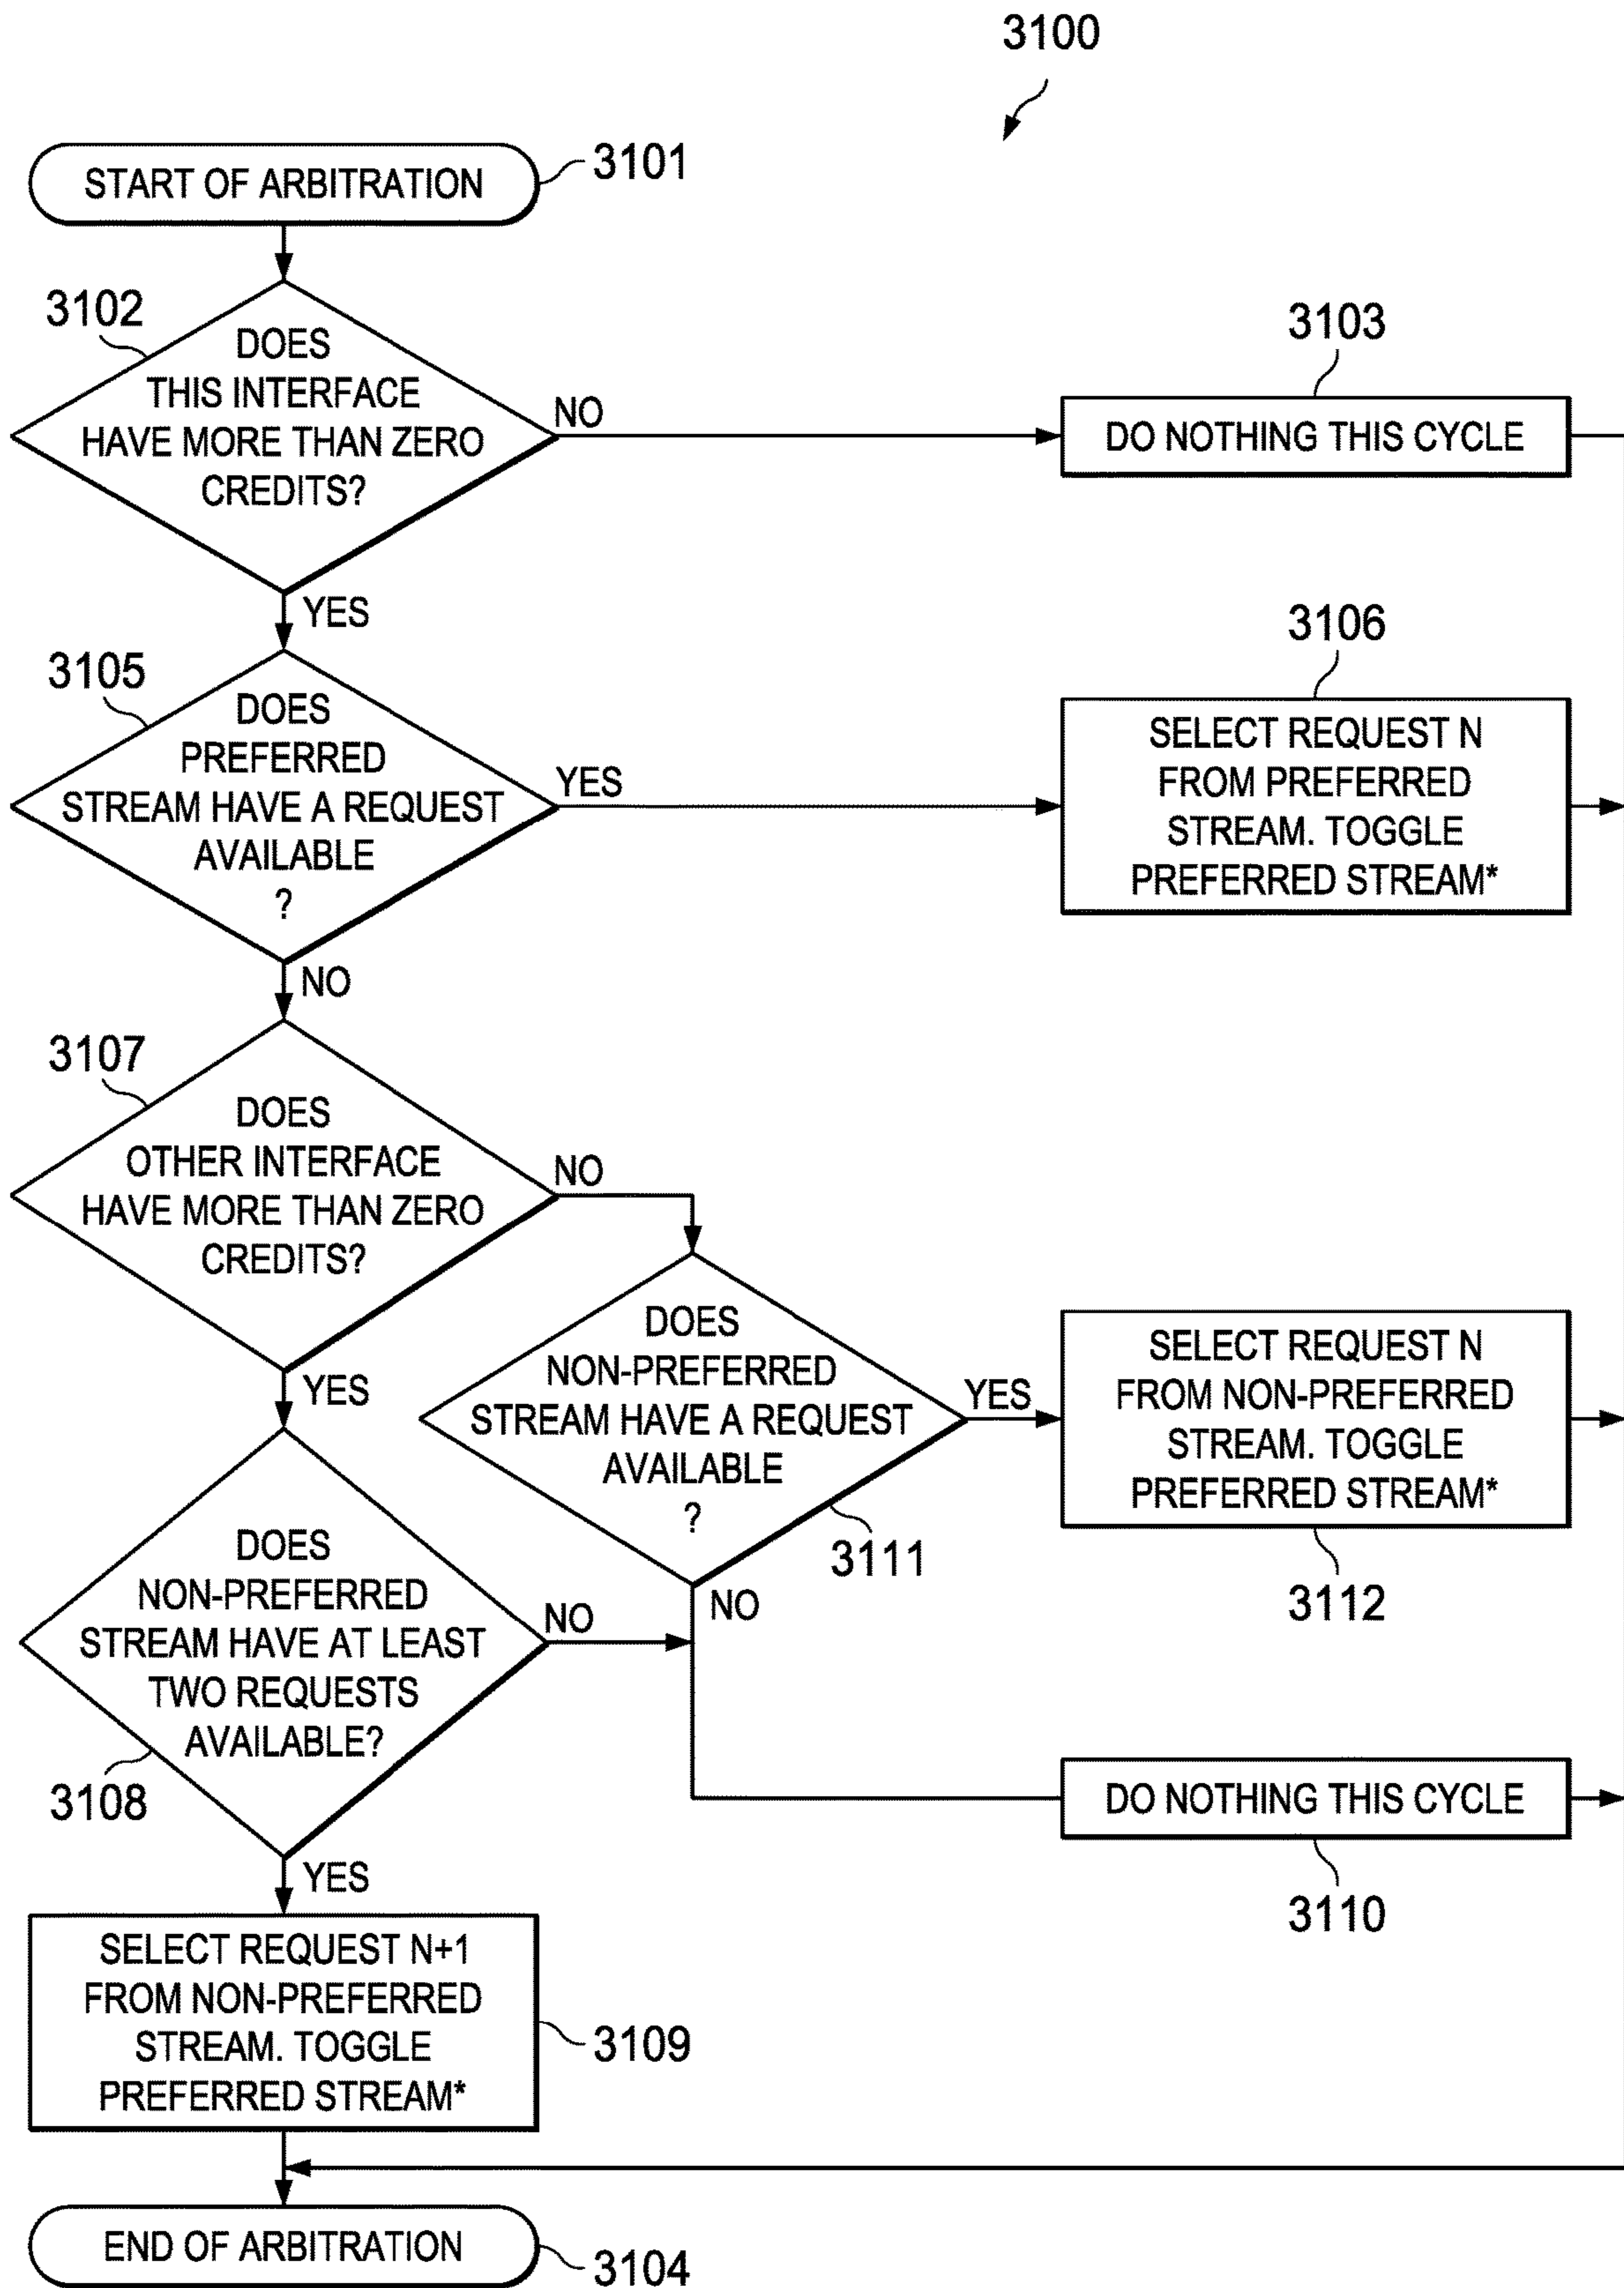 3100
START OF ARBITRATION
3101
3102
DOES
THIS INTERFACE
HAVE MORE THAN ZERO
CREDITS?
NO
YES
3103
DO NOTHING THIS CYCLE
3105
DOES
PREFERRED
STREAM HAVE A REQUEST
AVAILABLE
?
YES
NO
3106
SELECT REQUEST N
FROM PREFERRED
STREAM. TOGGLE
PREFERRED STREAM*
3107
DOES
OTHER INTERFACE
HAVE MORE THAN ZERO
CREDITS?
NO
YES
DOES
NON-PREFERRED
STREAM HAVE A REQUEST
AVAILABLE
?
3111
YES
NO
SELECT REQUEST N
FROM NON-PREFERRED
STREAM. TOGGLE
PREFERRED STREAM*
3112
DOES
NON-PREFERRED
STREAM HAVE AT LEAST
TWO REQUESTS
AVAILABLE?
3108
NO
YES
DO NOTHING THIS CYCLE
3110
SELECT REQUEST N+1
FROM NON-PREFERRED
STREAM. TOGGLE
PREFERRED STREAM*
3109
END OF ARBITRATION
3104